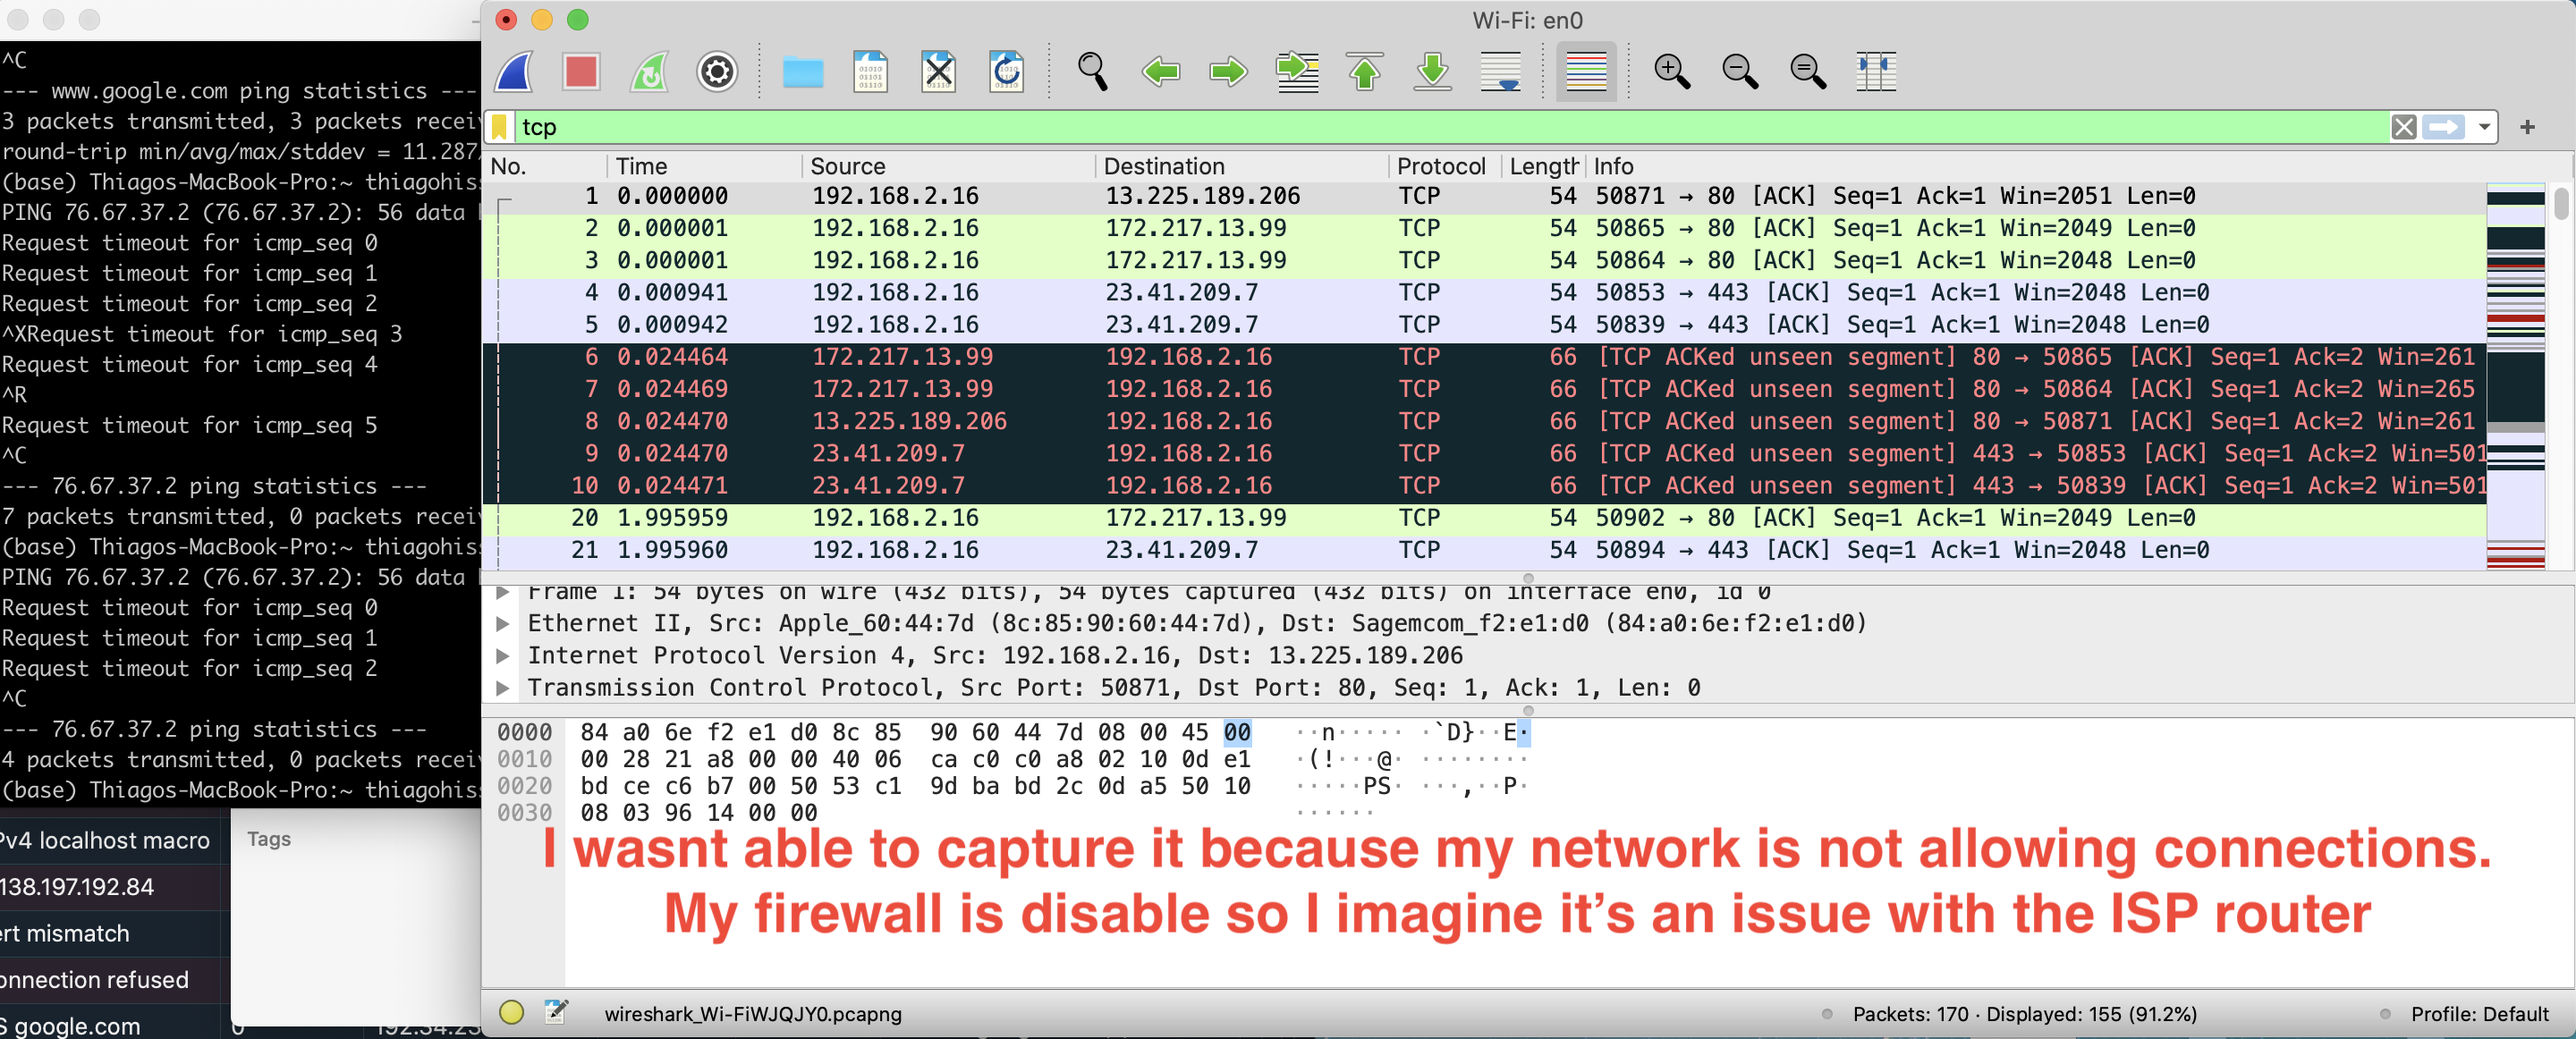 ^C
--- www.google.com ping statistics ---
3 packets transmitted, 3 packets recei
round-trip min/avg/max/stddev = 11.287
(base) Thiagos-MacBook-Pro:~ thiagohis
PING 76.67.37.2 (76.67.37.2): 56 data
Request timeout for icmp_seq 0
Request timeout for icmp_seq 1
Request timeout for icmp_seq 2
^XRequest timeout for icmp_seq 3
Request timeout for icmp_seq 4
^R
Request timeout for icmp_seq 5
^C
--- 76.67.37.2 ping statistics ---
7 packets transmitted, 0 packets recei
(base) Thiagos-MacBook-Pro:~ thiagohis
PING 76.67.37.2 (76.67.37.2): 56 data
Request timeout for icmp_seq 0
Request timeout for icmp_seq 1
Request timeout for icmp_seq 2
^C
--- 76.67.37.2 ping statistics ---
4 packets transmitted, 0 packets recei
(base) Thiagos-MacBook-Pro:~ thiagohis
Pv4 localhost macro
138.197.192.84
ert mismatch
onnection refused
S google.com
Tags
Wi-Fi: en0
tcp
No. Time Source Destination Protocol Length Info
1 0.000000 192.168.2.16 13.225.189.206 TCP 54 50871 → 80 [ACK] Seq=1 Ack=1 Win=2051 Len=0
2 0.000001 192.168.2.16 172.217.13.99 TCP 54 50865 → 80 [ACK] Seq=1 Ack=1 Win=2049 Len=0
3 0.000001 192.168.2.16 172.217.13.99 TCP 54 50864 → 80 [ACK] Seq=1 Ack=1 Win=2048 Len=0
4 0.000941 192.168.2.16 23.41.209.7 TCP 54 50853 → 443 [ACK] Seq=1 Ack=1 Win=2048 Len=0
5 0.000942 192.168.2.16 23.41.209.7 TCP 54 50839 → 443 [ACK] Seq=1 Ack=1 Win=2048 Len=0
6 0.024464 172.217.13.99 192.168.2.16 TCP 66 [TCP ACKed unseen segment] 80 → 50865 [ACK] Seq=1 Ack=2 Win=261
7 0.024469 172.217.13.99 192.168.2.16 TCP 66 [TCP ACKed unseen segment] 80 → 50864 [ACK] Seq=1 Ack=2 Win=265
8 0.024470 13.225.189.206 192.168.2.16 TCP 66 [TCP ACKed unseen segment] 80 → 50871 [ACK] Seq=1 Ack=2 Win=261
9 0.024470 23.41.209.7 192.168.2.16 TCP 66 [TCP ACKed unseen segment] 443 → 50853 [ACK] Seq=1 Ack=2 Win=501
10 0.024471 23.41.209.7 192.168.2.16 TCP 66 [TCP ACKed unseen segment] 443 → 50839 [ACK] Seq=1 Ack=2 Win=501
20 1.995959 192.168.2.16 172.217.13.99 TCP 54 50902 → 80 [ACK] Seq=1 Ack=1 Win=2049 Len=0
21 1.995960 192.168.2.16 23.41.209.7 TCP 54 50894 → 443 [ACK] Seq=1 Ack=1 Win=2048 Len=0
Frame 1: 54 bytes on wire (432 bits), 54 bytes captured (432 bits) on interface en0, id 0
Ethernet II, Src: Apple_60:44:7d (8c:85:90:60:44:7d), Dst: Sagemcom_f2:e1:d0 (84:a0:6e:f2:e1:d0)
Internet Protocol Version 4, Src: 192.168.2.16, Dst: 13.225.189.206
Transmission Control Protocol, Src Port: 50871, Dst Port: 80, Seq: 1, Ack: 1, Len: 0
0000 84 a0 6e f2 e1 d0 8c 85 90 60 44 7d 08 00 45 00 ··n····· ·`D}··E·
0010 00 28 21 a8 00 00 40 06 ca c0 c0 a8 02 10 0d e1 ·(!···@· ········
0020 bd ce c6 b7 00 50 53 c1 9d ba bd 2c 0d a5 50 10 ·····PS· ···,··P·
0030 08 03 96 14 00 00 ······
I wasnt able to capture it because my network is not allowing connections.
My firewall is disable so I imagine it's an issue with the ISP router
wireshark_Wi-FiWJQJY0.pcapng
Packets: 170 · Displayed: 155 (91.2%)
Profile: Default